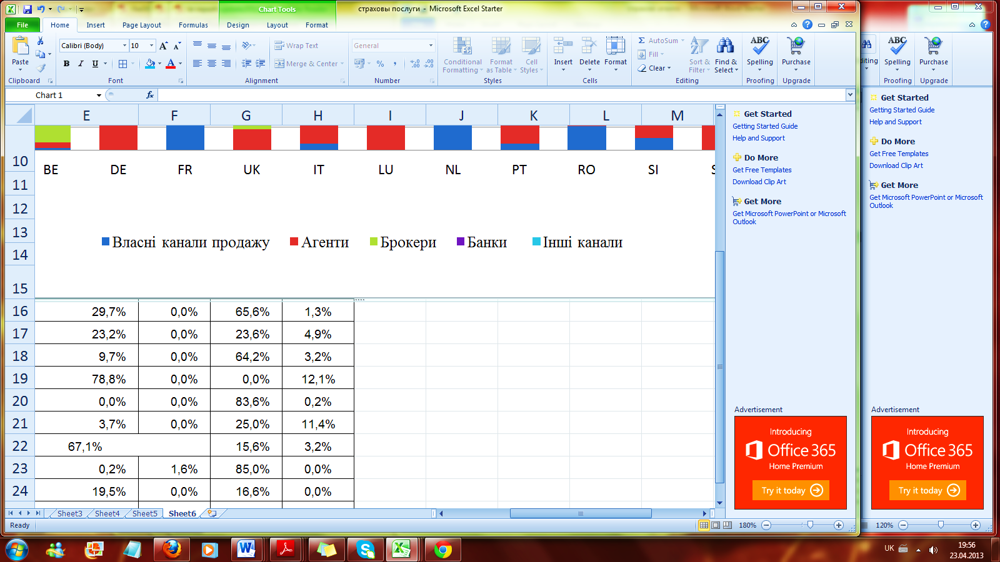 страховы послуги - Microsoft Excel Starter
Chart Tools
File Home Insert Page Layout Formulas Design Layout Format
Paste
Clipboard
Calibri (Body) 10
B I U
Font
Wrap Text
Merge & Center
Alignment
General
%
Number
Conditional Formatting
Format as Table
Cell Styles
Styles
Insert Delete Format
Cells
Σ AutoSum
Fill
Clear
Sort & Filter
Find & Select
Editing
ABC
Spelling
Proofing
Purchase
Upgrade
diting
ABC
Spelling
Proofing
Purchase
Upgrade
Chart 1 fx
E F G H I J K L M
10 BE DE FR UK IT LU NL PT RO SI
11
12
13
Власні канали продажу Агенти Брокери Банки Інші канали
14
15
16 29,7% 0,0% 65,6% 1,3%
17 23,2% 0,0% 23,6% 4,9%
18 9,7% 0,0% 64,2% 3,2%
19 78,8% 0,0% 0,0% 12,1%
20 0,0% 0,0% 83,6% 0,2%
21 3,7% 0,0% 25,0% 11,4%
22 67,1% 15,6% 3,2%
23 0,2% 1,6% 85,0% 0,0%
24 19,5% 0,0% 16,6% 0,0%
Sheet3 Sheet4 Sheet5 Sheet6
Ready 180%
Get Started
Getting Started Guide
Help and Support
Do More
Get Free Templates
Download Clip Art
Get More
Get Microsoft PowerPoint or Microsoft
Outlook
Advertisement
Introducing
Office 365
Home Premium
Try it today
Get Started
Getting Started Guide
Help and Support
Do More
Get Free Templates
Download Clip Art
Get More
Get Microsoft PowerPoint or Microsoft
Outlook
Advertisement
Introducing
Office 365
Home Premium
Try it today
120%
UK
19:56
23.04.2013